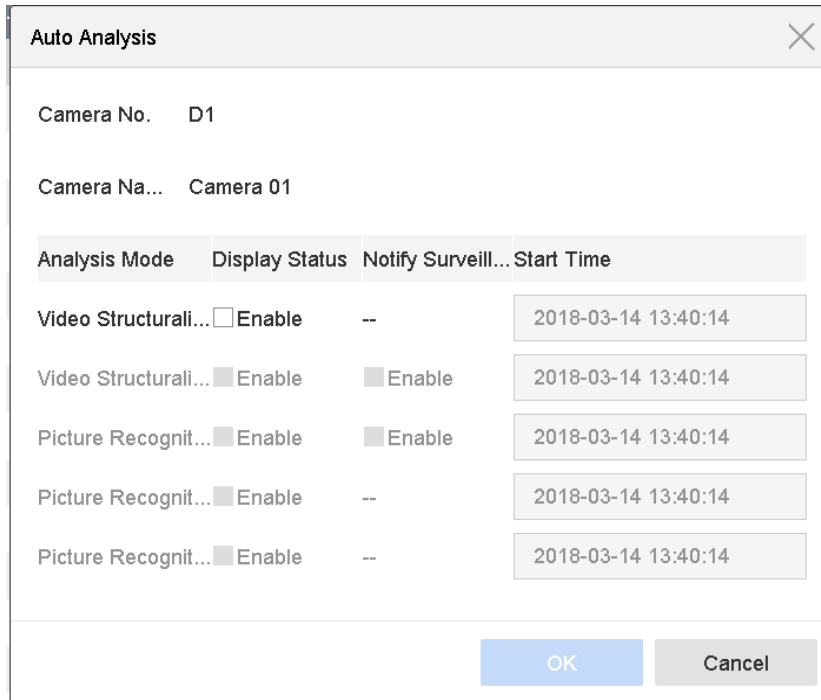 Auto Analysis
Camera No. D1
Camera Na... Camera 01
Analysis Mode Display Status Notify Surveill... Start Time
Video Structurali... Enable -- 2018-03-14 13:40:14
Video Structurali... Enable Enable 2018-03-14 13:40:14
Picture Recognit... Enable Enable 2018-03-14 13:40:14
Picture Recognit... Enable -- 2018-03-14 13:40:14
Picture Recognit... Enable -- 2018-03-14 13:40:14
OK Cancel